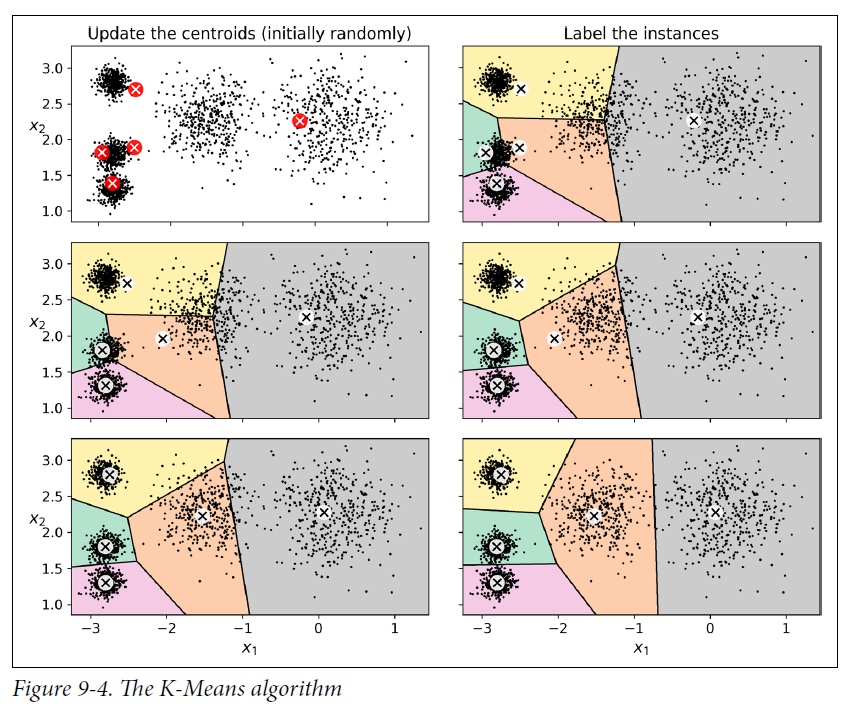 Update the centroids (initially randomly)
Label the instances
3.0
2.5
x2
2.0
1.5
1.0
3.0
2.5
x2
2.0
1.5
1.0
3.0
2.5
x2
2.0
1.5
1.0
−3 −2 −1 0 1
−3 −2 −1 0 1
x1
x1
Figure 9-4. The K-Means algorithm